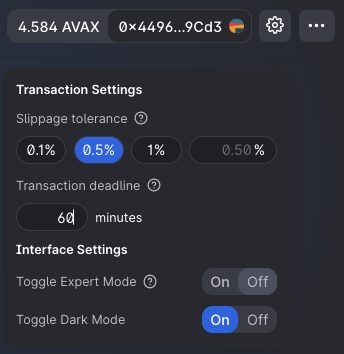 4.584 AVAX 0×4496...9Cd3
Transaction Settings
Slippage tolerance ?
0.1% 0.5% 1% 0.50 %
Transaction deadline ?
60 minutes
Interface Settings
Toggle Expert Mode ? On Off
Toggle Dark Mode On Off